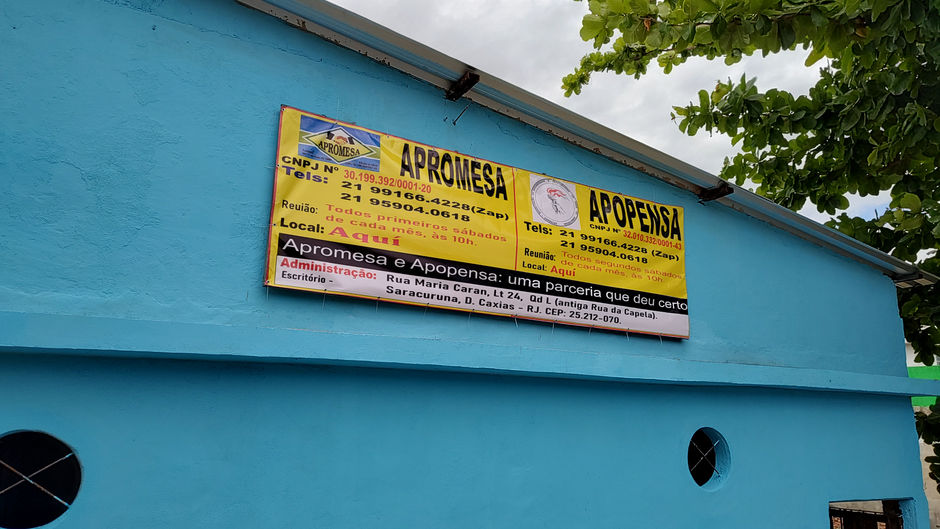 APROMESA
APROMESA
CNPJ Nº 30.199.392/0001-20
Tels: 21 99166.4228(Zap)
21 95904.0618
Reuião: Todos primeiros sábados
de cada mês, às 10h.
Local: Aquí
APOPENSA
CNPJ Nº 32.010.332/0001-43
Tels: 21 99166.4228 (Zap)
21 95904.0618
Reunião: Todos segundos sábados
de cada mês, às 10h.
Local: Aquí
Apromesa e Apopensa: uma parceria que deu certo
Administração: Rua Maria Caran, Lt 24, Qd L (antiga Rua da Capela).
Escritório - Saracuruna, D. Caxias - RJ. CEP: 25.212-070.